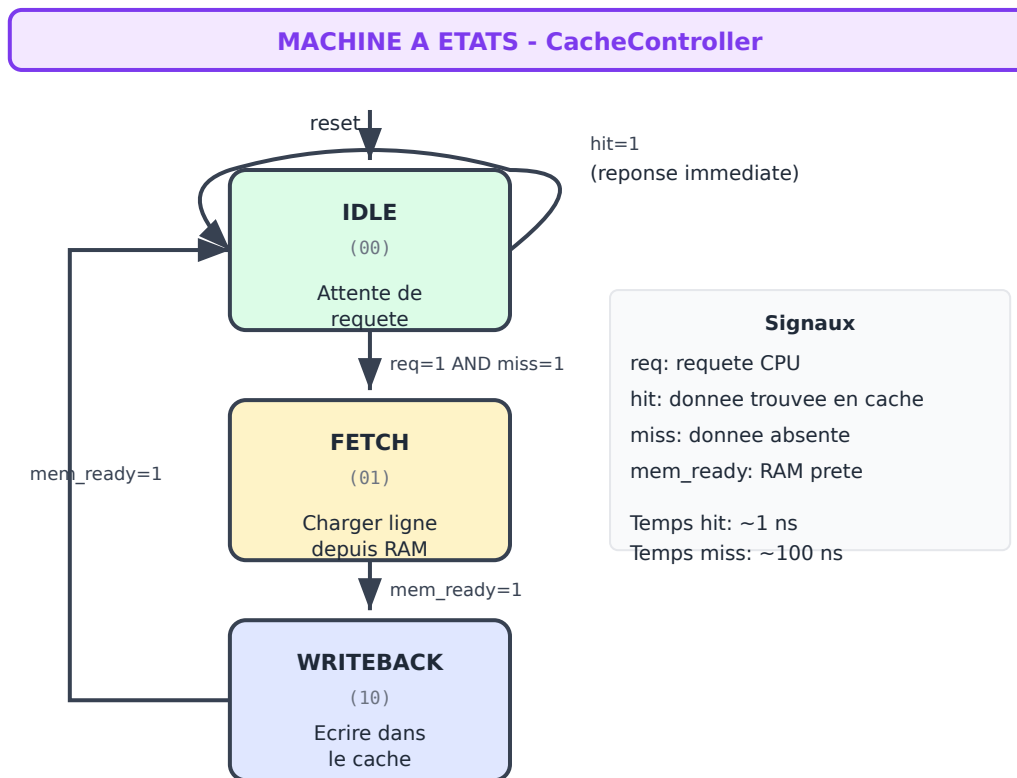 MACHINE A ETATS - CacheController
reset
hit=1
(reponse immediate)
IDLE
(00)
Attente de
requete
req=1 AND miss=1
Signaux
req: requete CPU
hit: donnee trouvee en cache
miss: donnee absente
mem_ready: RAM prete
Temps hit: ~1 ns
Temps miss: ~100 ns
FETCH
(01)
Charger ligne
depuis RAM
mem_ready=1
mem_ready=1
WRITEBACK
(10)
Ecrire dans
le cache